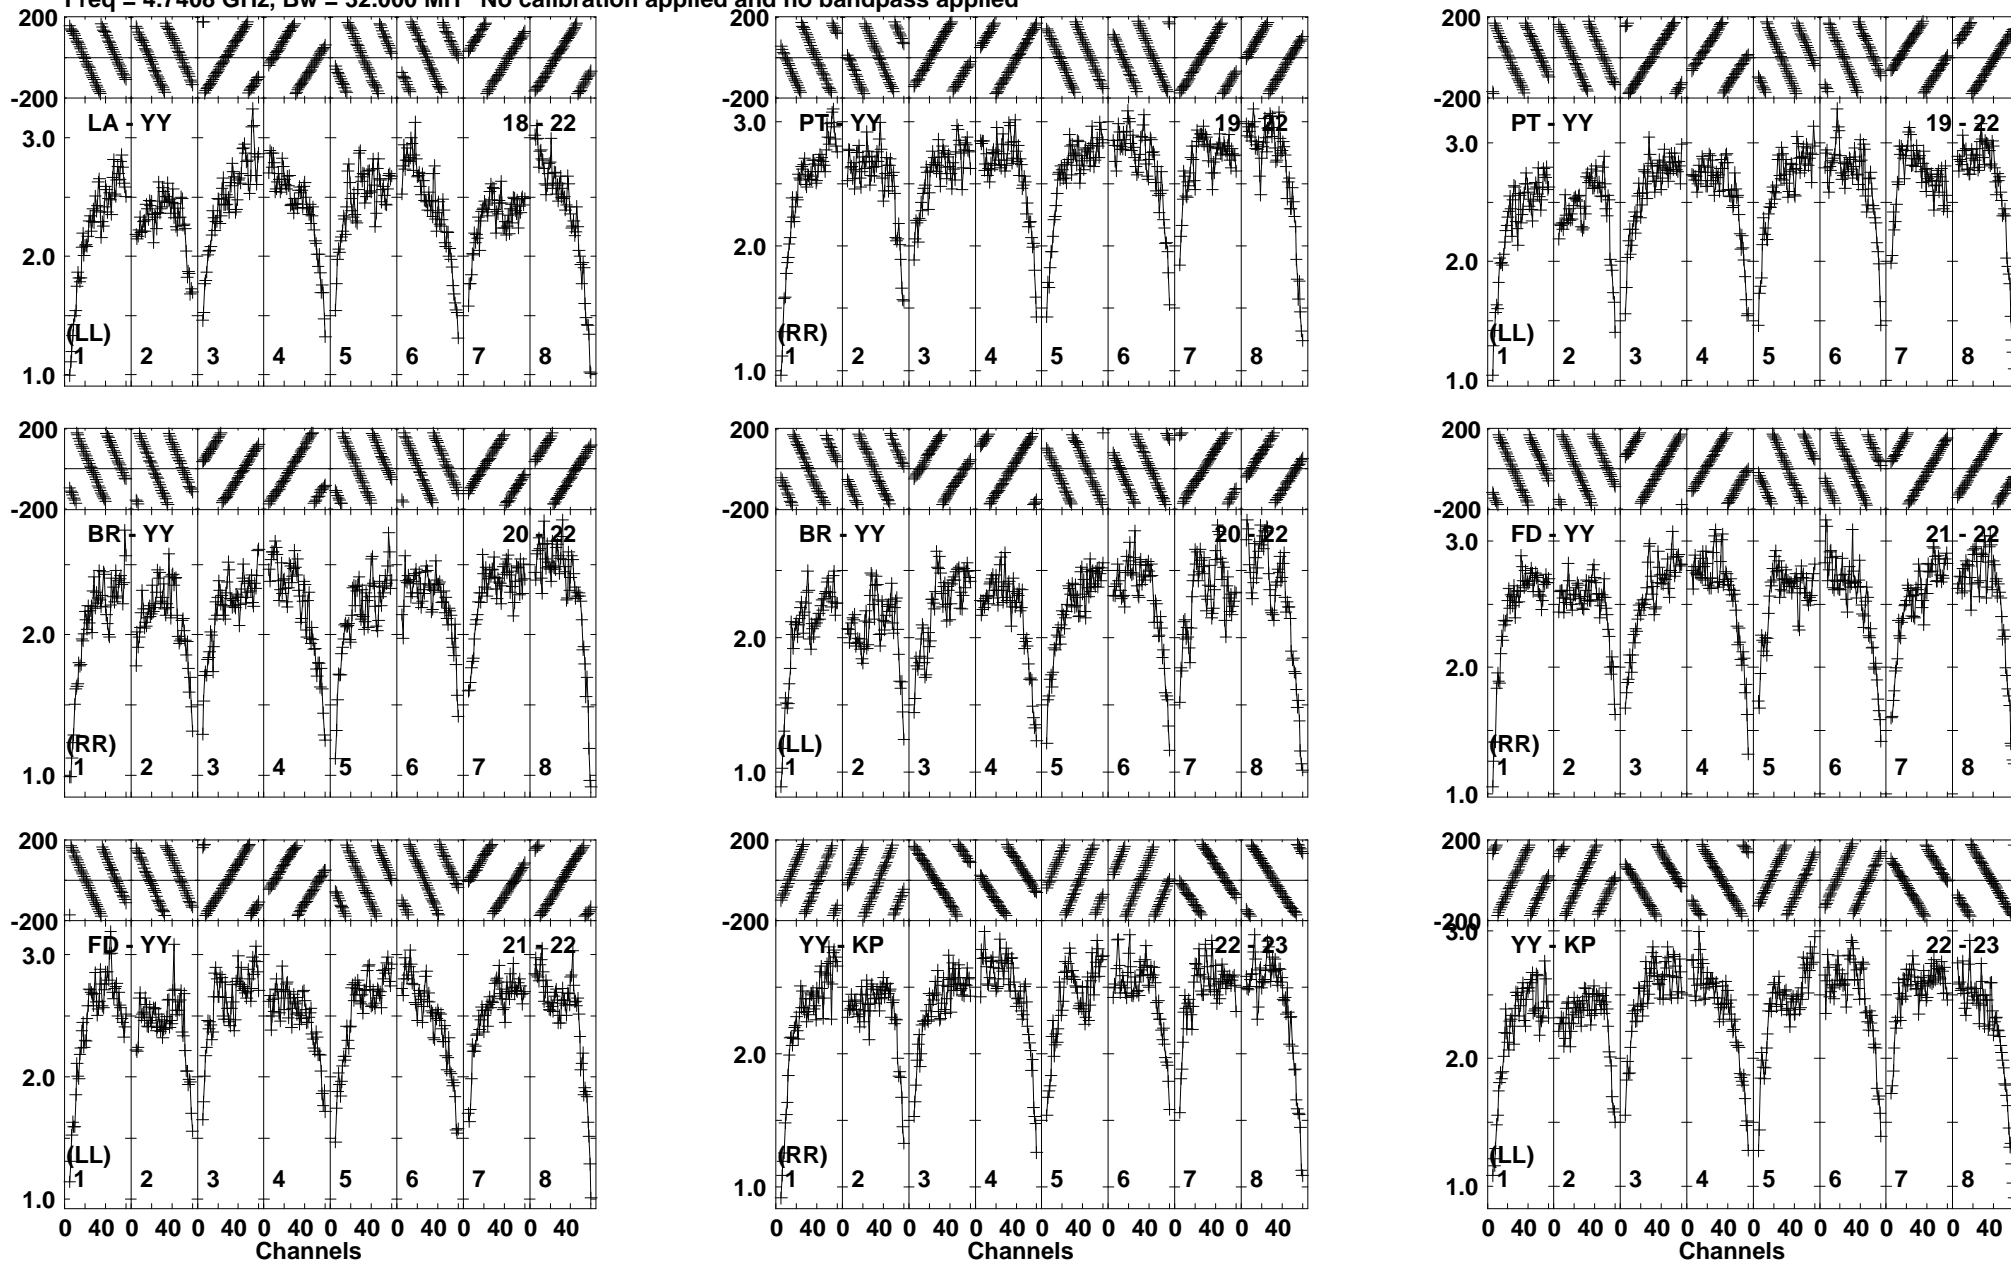 Freq = 4.7408 GHz, Bw = 32.000 MH No calibration applied and no bandpass applied
200 200 200
-200 -200 -200
LA - YY 18 - 22 PT - YY 19 - 22 PT - YY 19 - 22
3.0 3.0 3.0
2.0 2.0 2.0
(LL) (RR) (LL)
1 2 3 4 5 6 7 8 1 2 3 4 5 6 7 8 1 2 3 4 5 6 7 8
1.0 1.0 1.0
200 200 200
-200 -200 -200
BR - YY 20 - 22 BR - YY 20 - 22 FD - YY 21 - 22
3.0
2.0 2.0 2.0
(RR) (LL) (RR)
1 2 3 4 5 6 7 8 1 2 3 4 5 6 7 8 1 2 3 4 5 6 7 8
1.0 1.0 1.0
200 200 200
-200 -200 -200
FD - YY 21 - 22 YY - KP 22 - 23 YY - KP 22 - 23
3.0 3.0
2.0 2.0 2.0
(LL) (RR) (LL)
1 2 3 4 5 6 7 8 1 2 3 4 5 6 7 8 1 2 3 4 5 6 7 8
1.0 1.0 1.0
0 40 0 40 0 40 0 40 0 40 0 40 0 40 0 40 0 40 0 40 0 40 0 40 0 40 0 40 0 40 0 40 0 40 0 40 0 40 0 40 0 40 0 40 0 40 0 40
Channels Channels Channels